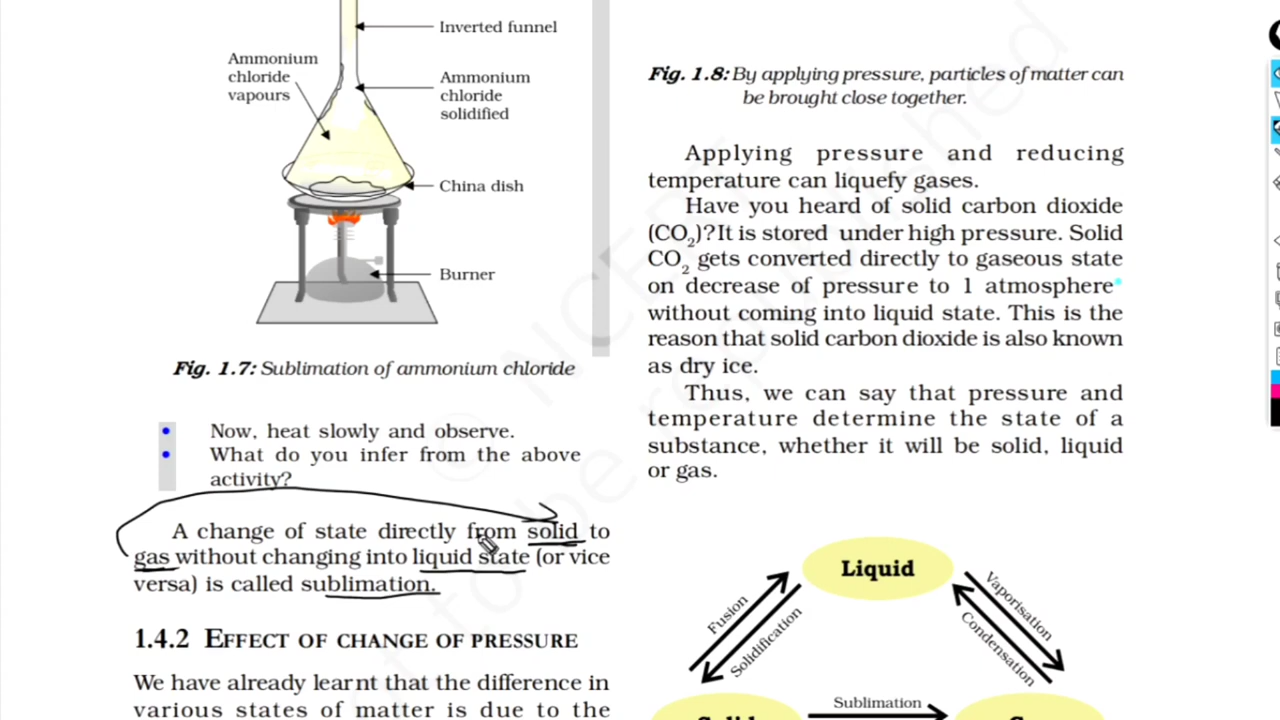 Inverted funnel
Ammonium
chloride
vapours
Ammonium
chloride
solidified
China dish
Burner
Fig. 1.7: Sublimation of ammonium chloride
• Now, heat slowly and observe.
• What do you infer from the above
activity?
A change of state directly from solid to
gas without changing into liquid state (or vice
versa) is called sublimation.
1.4.2 EFFECT OF CHANGE OF PRESSURE
We have already learnt that the difference in
various states of matter is due to the
Fig. 1.8: By applying pressure, particles of matter can
be brought close together.
Applying pressure and reducing
temperature can liquefy gases.
Have you heard of solid carbon dioxide
(CO₂)?It is stored under high pressure. Solid
CO₂ gets converted directly to gaseous state
on decrease of pressure to 1 atmosphere*
without coming into liquid state. This is the
reason that solid carbon dioxide is also known
as dry ice.
Thus, we can say that pressure and
temperature determine the state of a
substance, whether it will be solid, liquid
or gas.
Liquid
Fusion
Solidification
Vaporisation
Condensation
Sublimation
© NCERT
to be republished